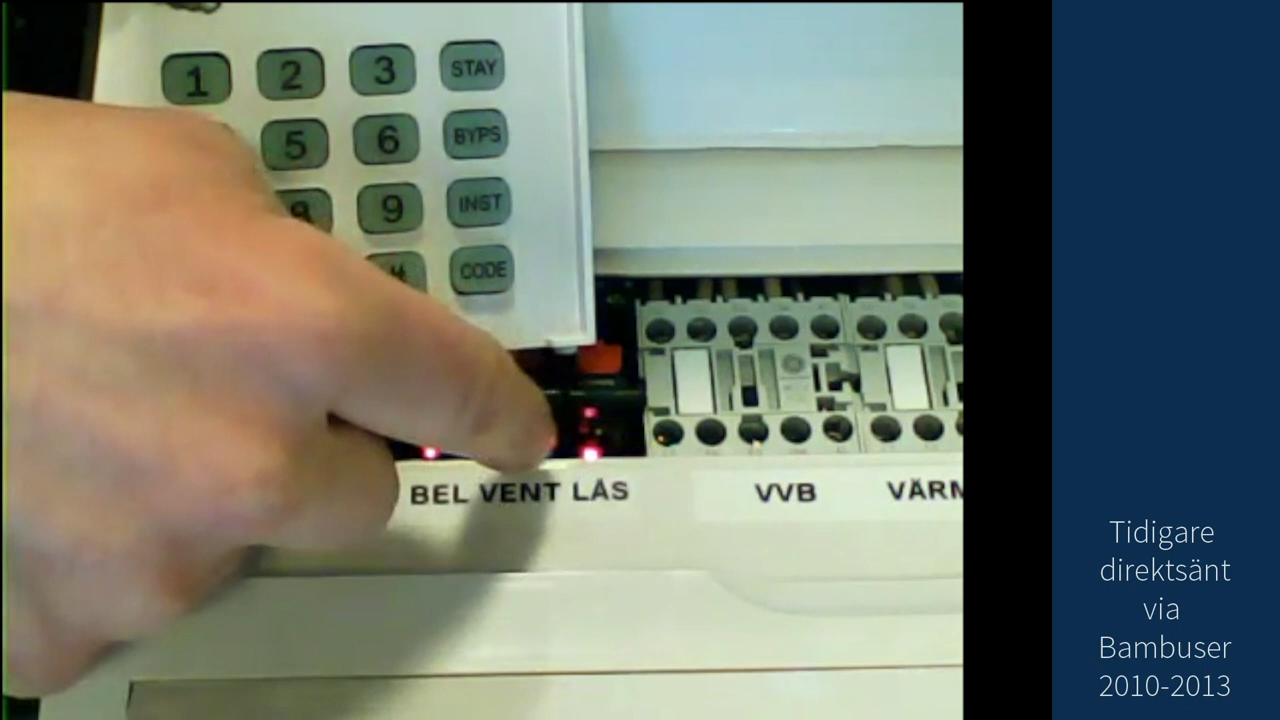 1 2 3 STAY
5 6 BYPS
8 9 INST
# CODE
BEL VENT LÅS
VVB
VÄRM
Tidigare
direktsänt
via
Bambuser
2010-2013